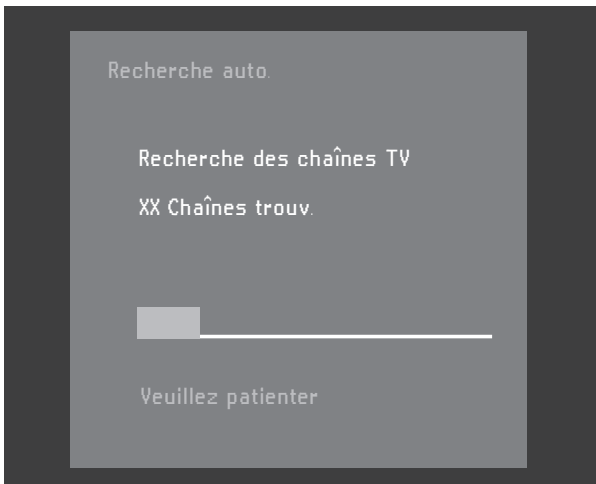 Recherche auto.
Recherche des chaînes TV
XX Chaînes trouv.
Veuillez patienter